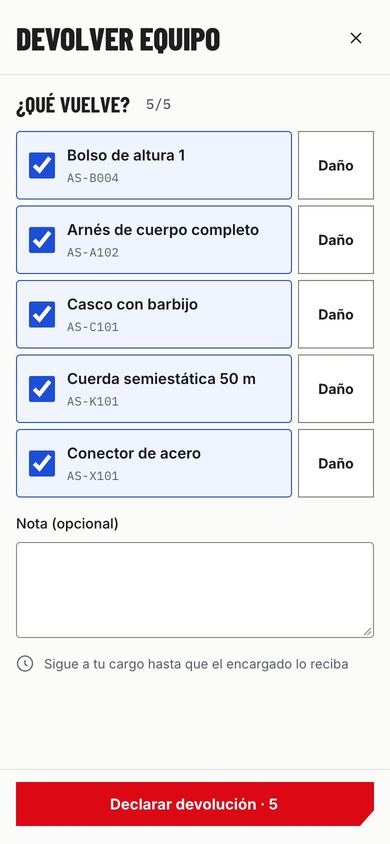 DEVOLVER EQUIPO
¿QUÉ VUELVE? 5/5
Bolso de altura 1
AS-B004
Daño
Arnés de cuerpo completo
AS-A102
Daño
Casco con barbijo
AS-C101
Daño
Cuerda semiestática 50 m
AS-K101
Daño
Conector de acero
AS-X101
Daño
Nota (opcional)
Sigue a tu cargo hasta que el encargado lo reciba
Declarar devolución · 5